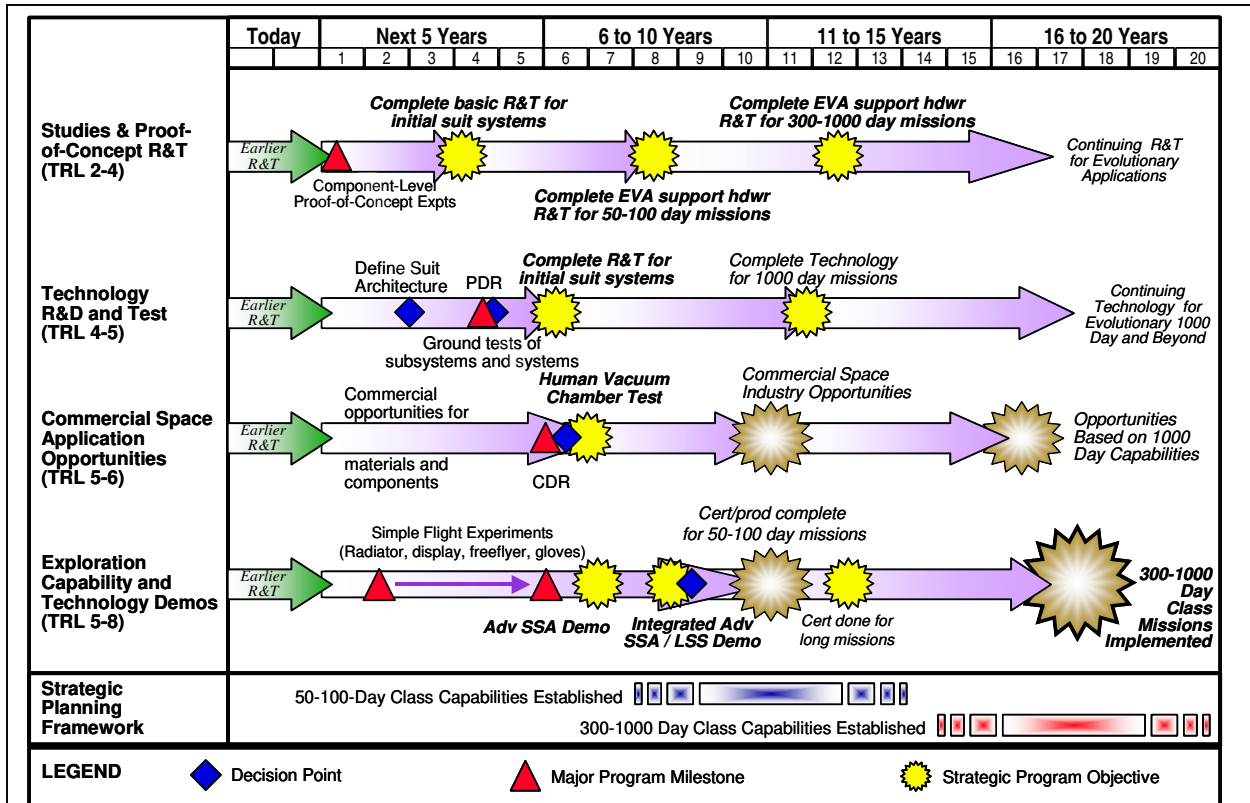 Today
Next 5 Years
6 to 10 Years
11 to 15 Years
16 to 20 Years
1 2 3 4 5 6 7 8 9 10 11 12 13 14 15 16 17 18 19 20
Studies & Proof-
of-Concept R&T
(TRL 2-4)
Earlier
R&T
Component-Level
Proof-of-Concept Expts
Complete basic R&T for
initial suit systems
Complete EVA support hdwr
R&T for 50-100 day missions
Complete EVA support hdwr
R&T for 300-1000 day missions
Continuing R&T
for Evolutionary
Applications
Technology
R&D and Test
(TRL 4-5)
Earlier
R&T
Define Suit
Architecture
PDR
Ground tests of
subsystems and systems
Complete R&T for
initial suit systems
Complete Technology
for 1000 day missions
Continuing
Technology for
Evolutionary 1000
Day and Beyond
Commercial Space
Application
Opportunities
(TRL 5-6)
Earlier
R&T
Commercial
opportunities for
materials and
components
CDR
Human Vacuum
Chamber Test
Commercial Space
Industry Opportunities
Opportunities
Based on 1000
Day Capabilities
Exploration
Capability and
Technology Demos
(TRL 5-8)
Earlier
R&T
Simple Flight Experiments
(Radiator, display, freeflyer, gloves)
Adv SSA Demo
Integrated Adv
SSA / LSS Demo
Cert/prod complete
for 50-100 day missions
Cert done for
long missions
300-1000
Day
Class
Missions
Implemented
Strategic
Planning
Framework
50-100-Day Class Capabilities Established
300-1000 Day Class Capabilities Established
LEGEND
Decision Point
Major Program Milestone
Strategic Program Objective